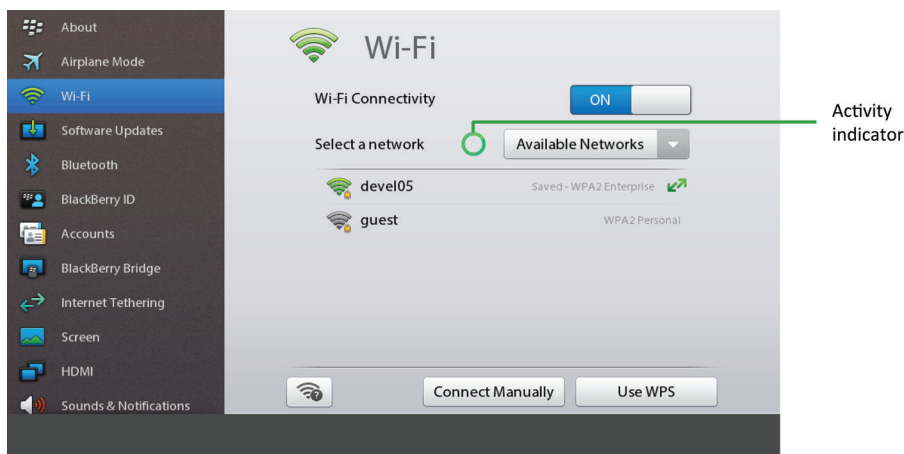 About
Airplane Mode
Wi-Fi
Software Updates
Bluetooth
BlackBerry ID
Accounts
BlackBerry Bridge
Internet Tethering
Screen
HDMI
Sounds & Notifications
Wi-Fi
Wi-Fi Connectivity ON
Select a network Available Networks
devel05 Saved - WPA2 Enterprise
guest WPA2 Personal
? Connect Manually Use WPS
Activity
indicator